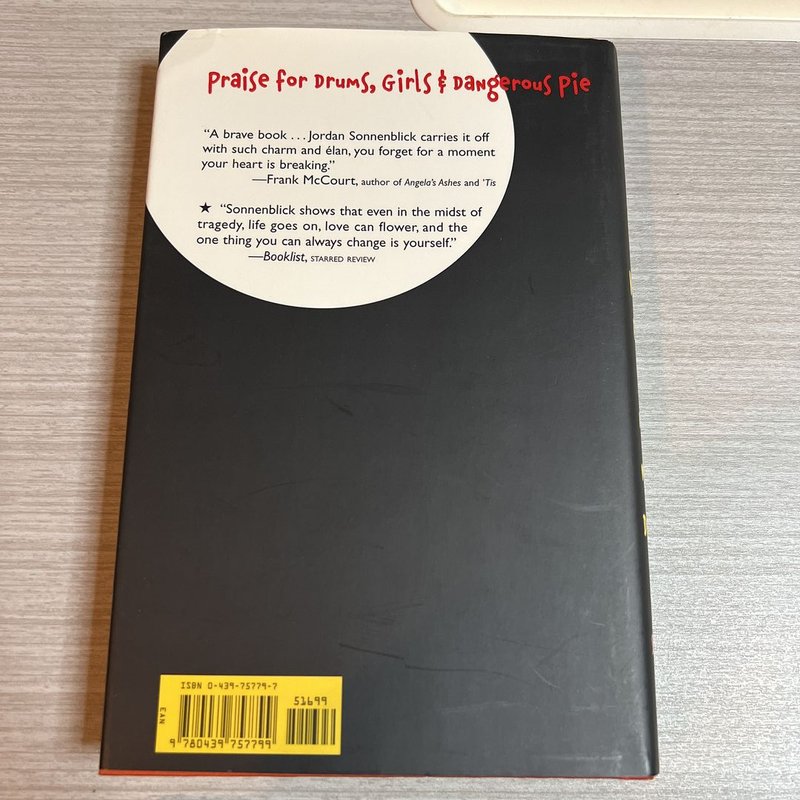 Praise for Drums, Girls & Dangerous Pie
“A brave book . . . Jordan Sonnenblick carries it off
with such charm and élan, you forget for a moment
your heart is breaking.”
—Frank McCourt, author of Angela’s Ashes and ’Tis
★ “Sonnenblick shows that even in the midst of
tragedy, life goes on, love can flower, and the
one thing you can always change is yourself.”
—Booklist, STARRED REVIEW
ISBN 0-439-75779-7
51699
EAN
9 780439 757799